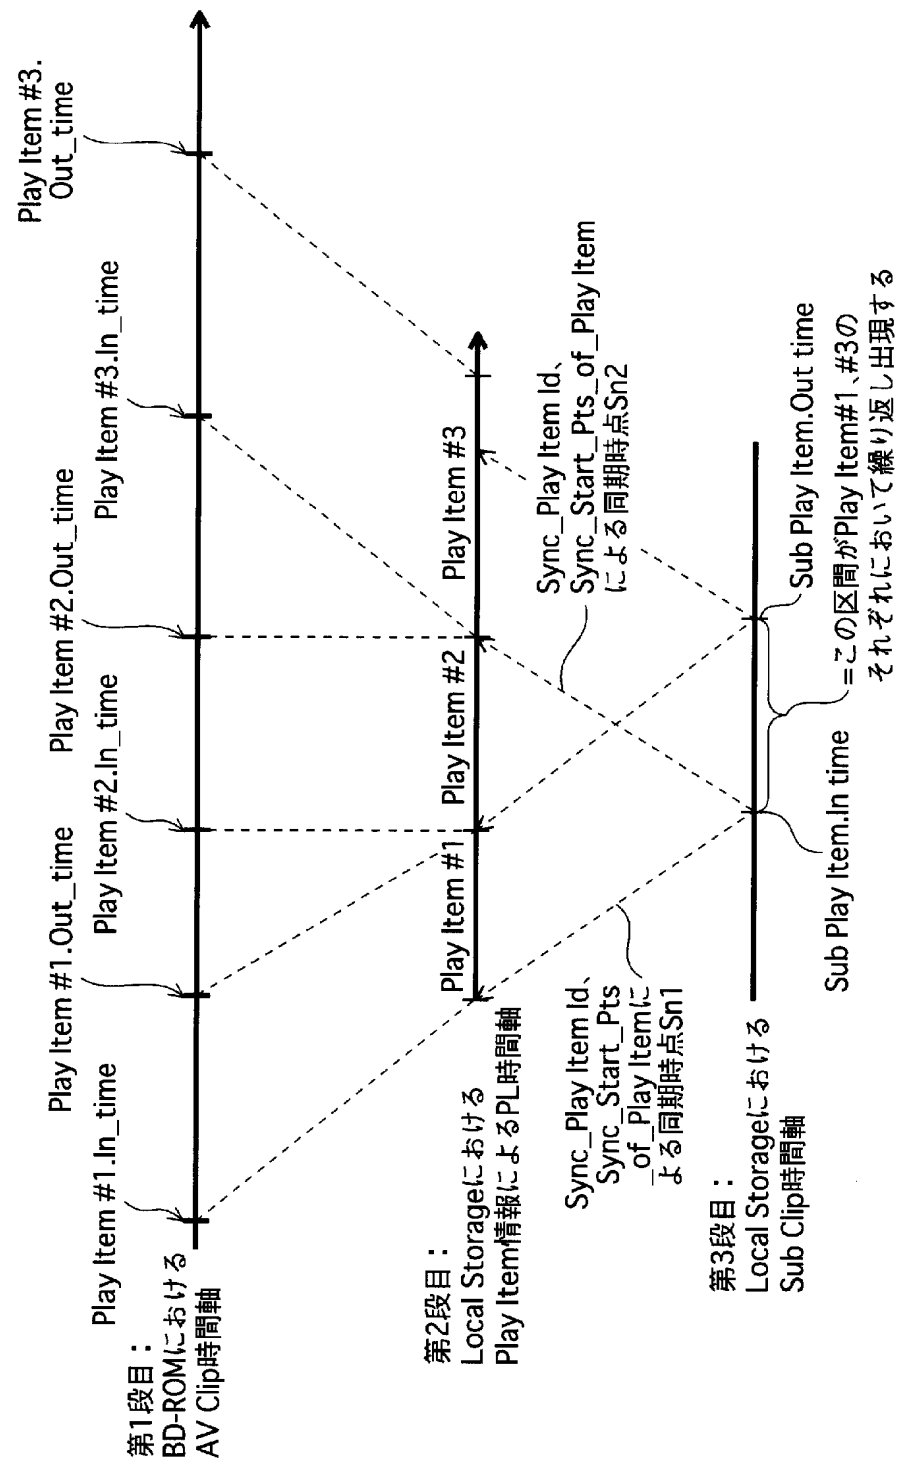 Play Item #3.
Out_time
Play Item #3.In_time
Play Item #2.Out_time
Play Item #2.In_time
Play Item #1.Out_time
Play Item #1.In_time
第1段目：
BD-ROMにおける
AV Clip時間軸
Play Item #1
Play Item #2
Play Item #3
第2段目：
Local Storageにおける
Play Item情報によるPL時間軸
Sync_Play Item Id、
Sync_Start_Pts
_of_Play Itemに
よる同期時点Sn1
Sync_Play Item Id、
Sync_Start_Pts_of_Play Item
による同期時点Sn2
第3段目：
Local Storageにおける
Sub Clip時間軸
Sub Play Item.In time
Sub Play Item.Out time
=この区間がPlay Item#1、#3の
それぞれにおいて繰り返し出現する